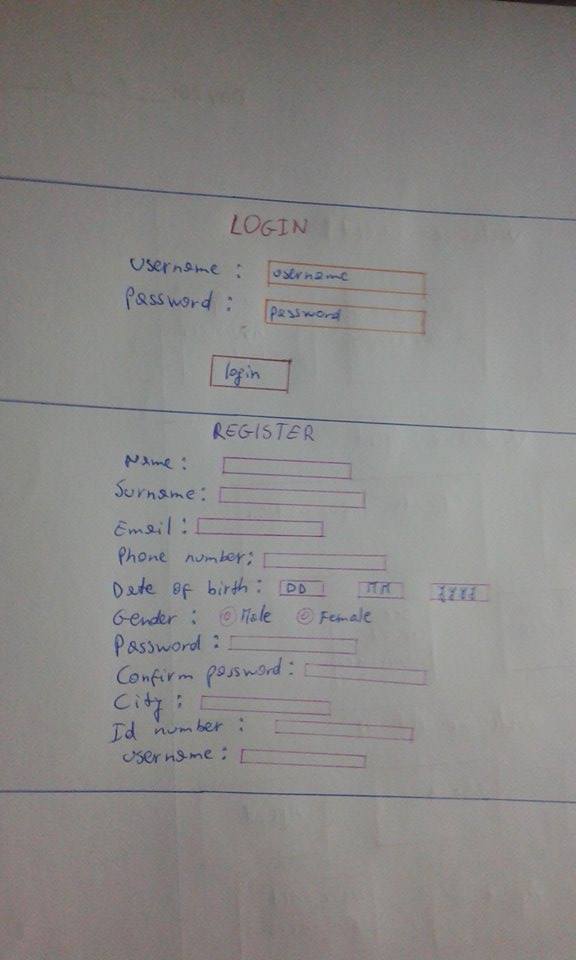 LOGIN
username : username
password : password
login
REGISTER
Name :
Surname :
Email :
Phone number :
Date of birth : DD MM YYYY
Gender : Male Female
Password :
Confirm password :
City :
Id number :
username :